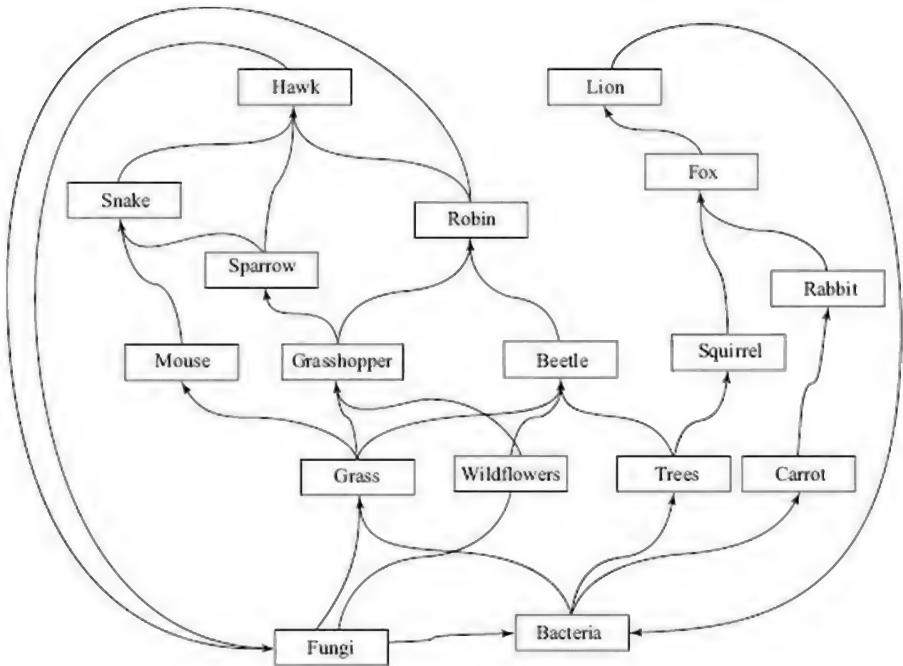 Hawk
Lion
Fox
Snake
Robin
Sparrow
Rabbit
Mouse
Grasshopper
Beetle
Squirrel
Grass
Wildflowers
Trees
Carrot
Fungi
Bacteria